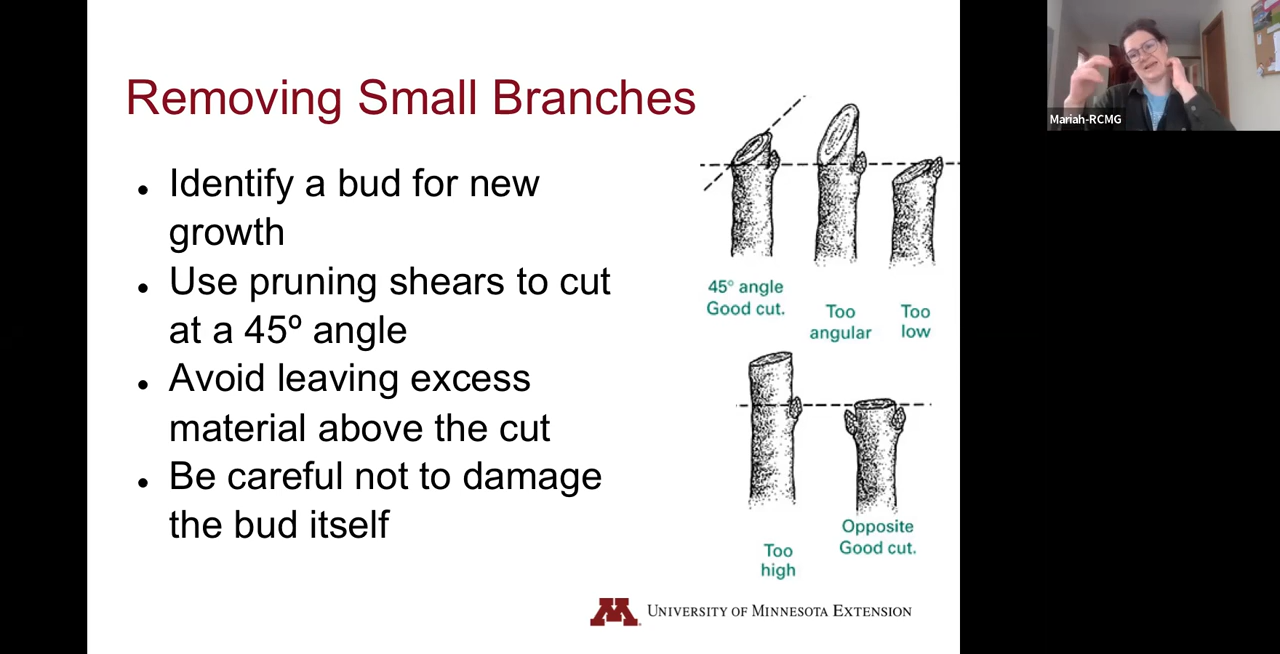 Removing Small Branches
• Identify a bud for new
growth
• Use pruning shears to cut
at a 45º angle
• Avoid leaving excess
material above the cut
• Be careful not to damage
the bud itself
45° angle
Good cut.
Too
angular
Too
low
Too
high
Opposite
Good cut.
M
UNIVERSITY OF MINNESOTA EXTENSION
Mariah-RCMG